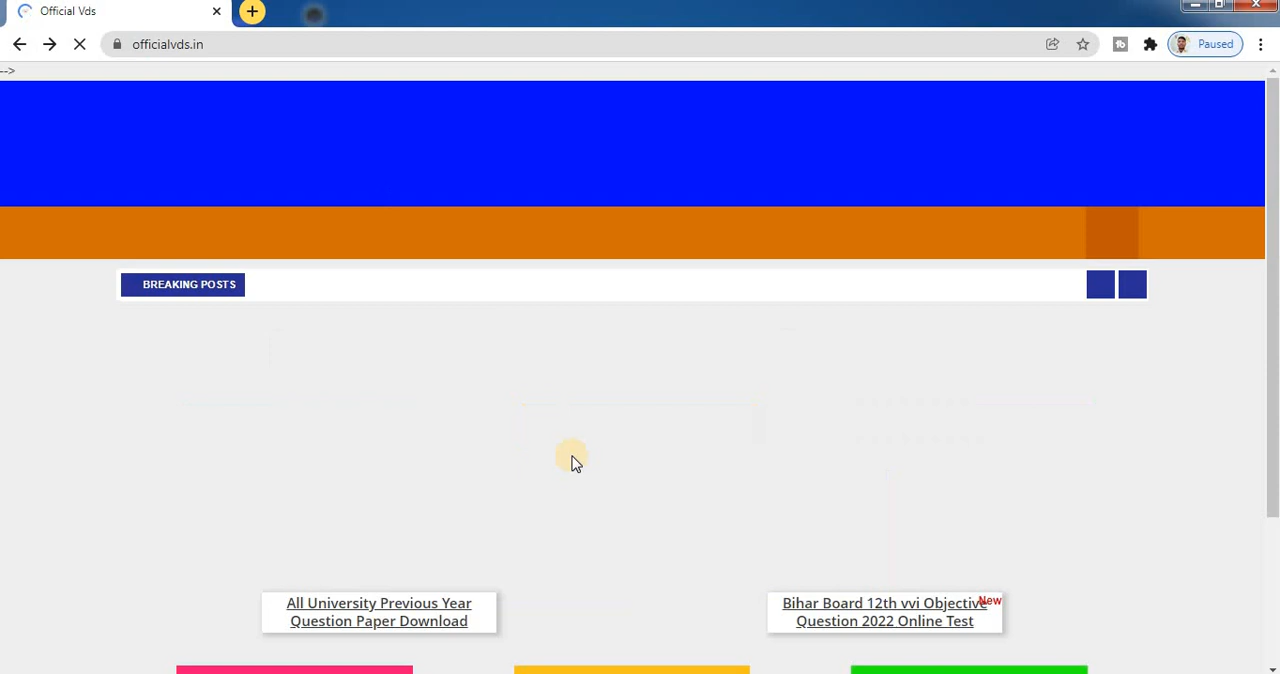 Official Vds
officialvds.in
Paused
-->
BREAKING POSTS
All University Previous Year
Question Paper Download
Bihar Board 12th vvi Objective
New
Question 2022 Online Test